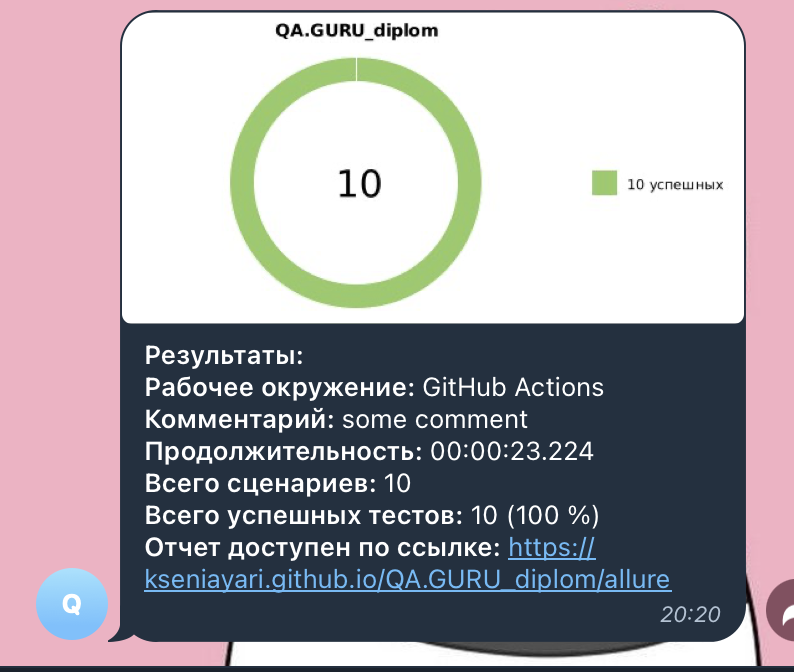 QA.GURU_diplom
10
10 успешных
Результаты:
Рабочее окружение: GitHub Actions
Комментарий: some comment
Продолжительность: 00:00:23.224
Всего сценариев: 10
Всего успешных тестов: 10 (100 %)
Отчет доступен по ссылке: https://
kseniayari.github.io/QA.GURU_diplom/allure
Q
20:20